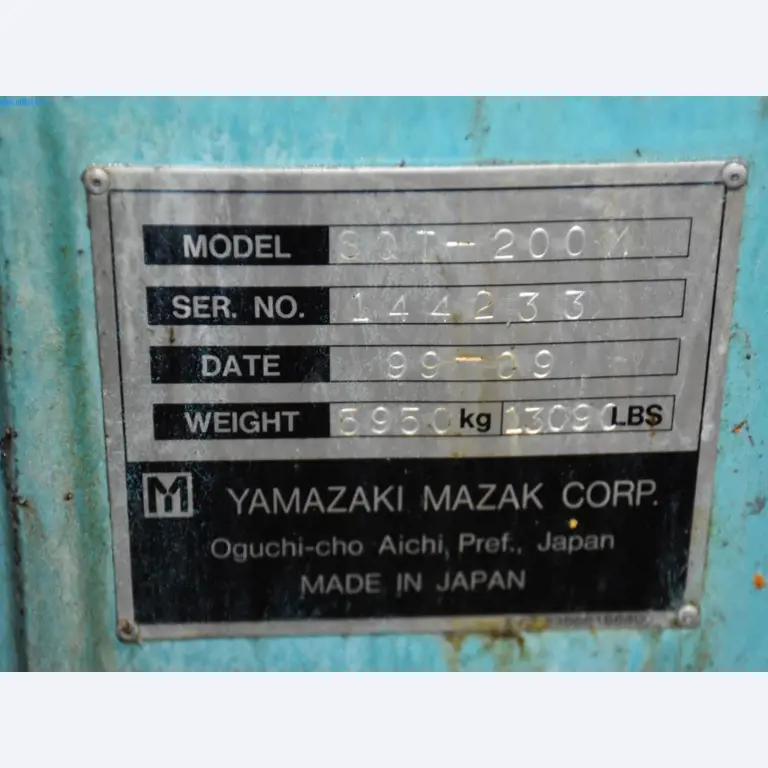 MODEL SQT-200M
SER. NO. 144233
DATE 99-09
WEIGHT 5950 kg 13090 LBS
YAMAZAKI MAZAK CORP.
Oguchi-cho Aichi, Pref., Japan
MADE IN JAPAN